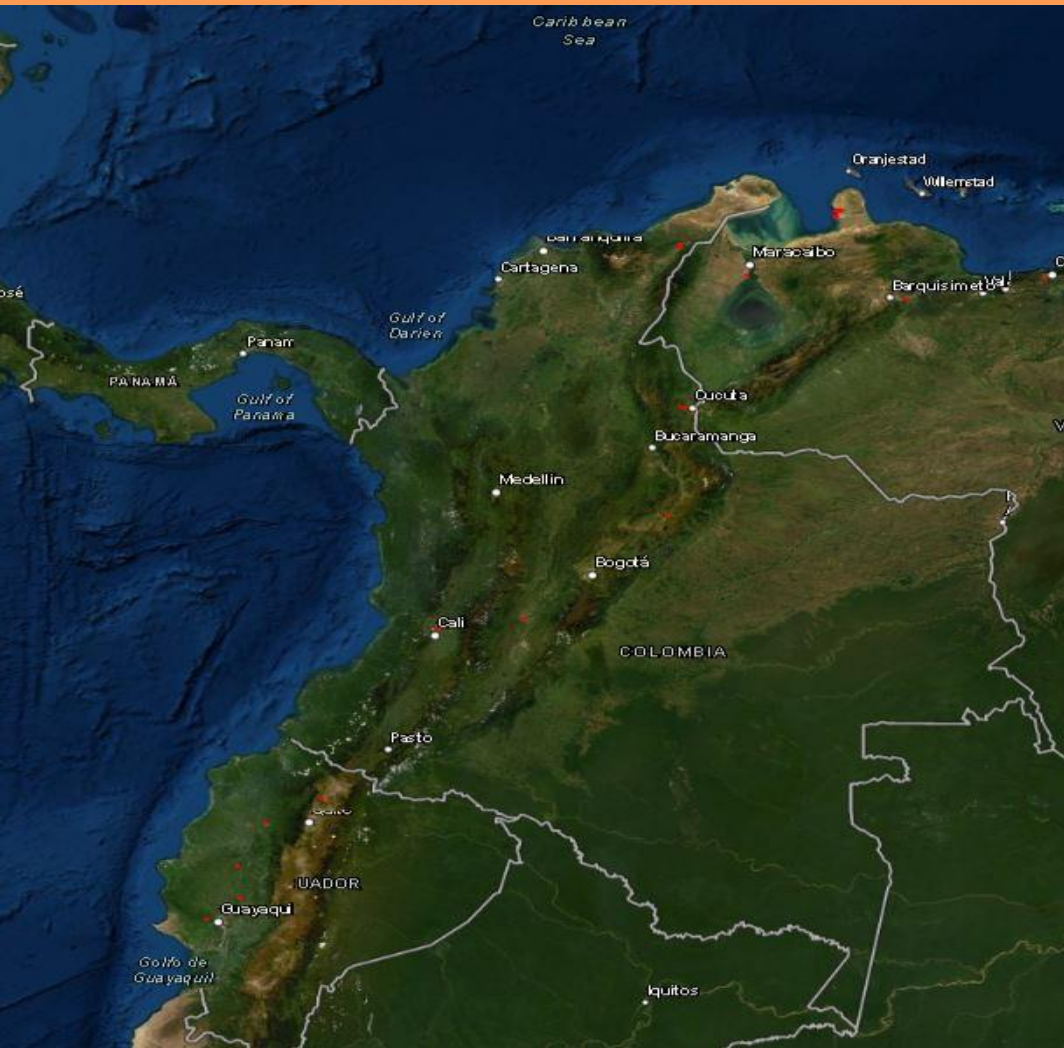 Caribbean
Sea
Oranjestad
Willemstad
Maracaibo
Cartagena
Barquisimeto
osé
Gulf of
Darien
Panam
PANAMÁ
Gulf of
Panama
Cucuta
Bucaramanga
Medellin
Bogotá
Cali
COLOMBIA
Pasto
UADOR
Guayaqui
Golfo de
Guayaquil
Iquitos